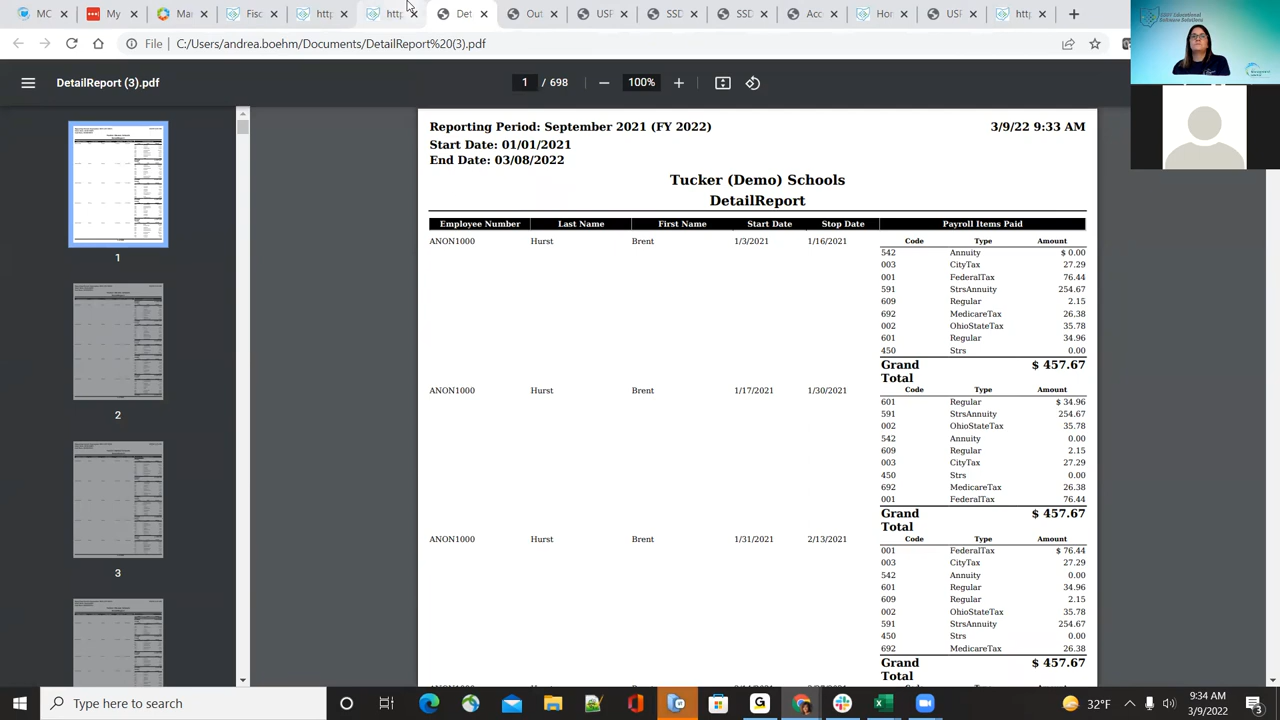 MC
My
Fis
htt
Det
USF
USF
Det
htt
USF
htt
File C:/Users/andrea.boehm/Documents/DetailReport%20(3).pdf
DetailReport (3).pdf
1 / 698
100%
Reporting Period: September 2021 (FY 2022) 3/9/22 9:33 AM
Start Date: 01/01/2021
End Date: 03/08/2022
Tucker (Demo) Schools
DetailReport
Employee Number Last Name First Name Start Date Stop Date Payroll Items Paid
ANON1000 Hurst Brent 1/3/2021 1/16/2021 Code Type Amount
542 Annuity $ 0.00
003 CityTax 27.29
001 FederalTax 76.44
591 StrsAnnuity 254.67
609 Regular 2.15
692 MedicareTax 26.38
002 OhioStateTax 35.78
601 Regular 34.96
450 Strs 0.00
Grand Total $ 457.67
ANON1000 Hurst Brent 1/17/2021 1/30/2021 Code Type Amount
601 Regular $ 34.96
591 StrsAnnuity 254.67
002 OhioStateTax 35.78
542 Annuity 0.00
609 Regular 2.15
003 CityTax 27.29
450 Strs 0.00
692 MedicareTax 26.38
001 FederalTax 76.44
Grand Total $ 457.67
ANON1000 Hurst Brent 1/31/2021 2/13/2021 Code Type Amount
001 FederalTax $ 76.44
003 CityTax 27.29
542 Annuity 0.00
601 Regular 34.96
609 Regular 2.15
002 OhioStateTax 35.78
591 StrsAnnuity 254.67
450 Strs 0.00
692 MedicareTax 26.38
Grand Total $ 457.67
1
2
3
Type here to search
32°F
9:34 AM
3/9/2022